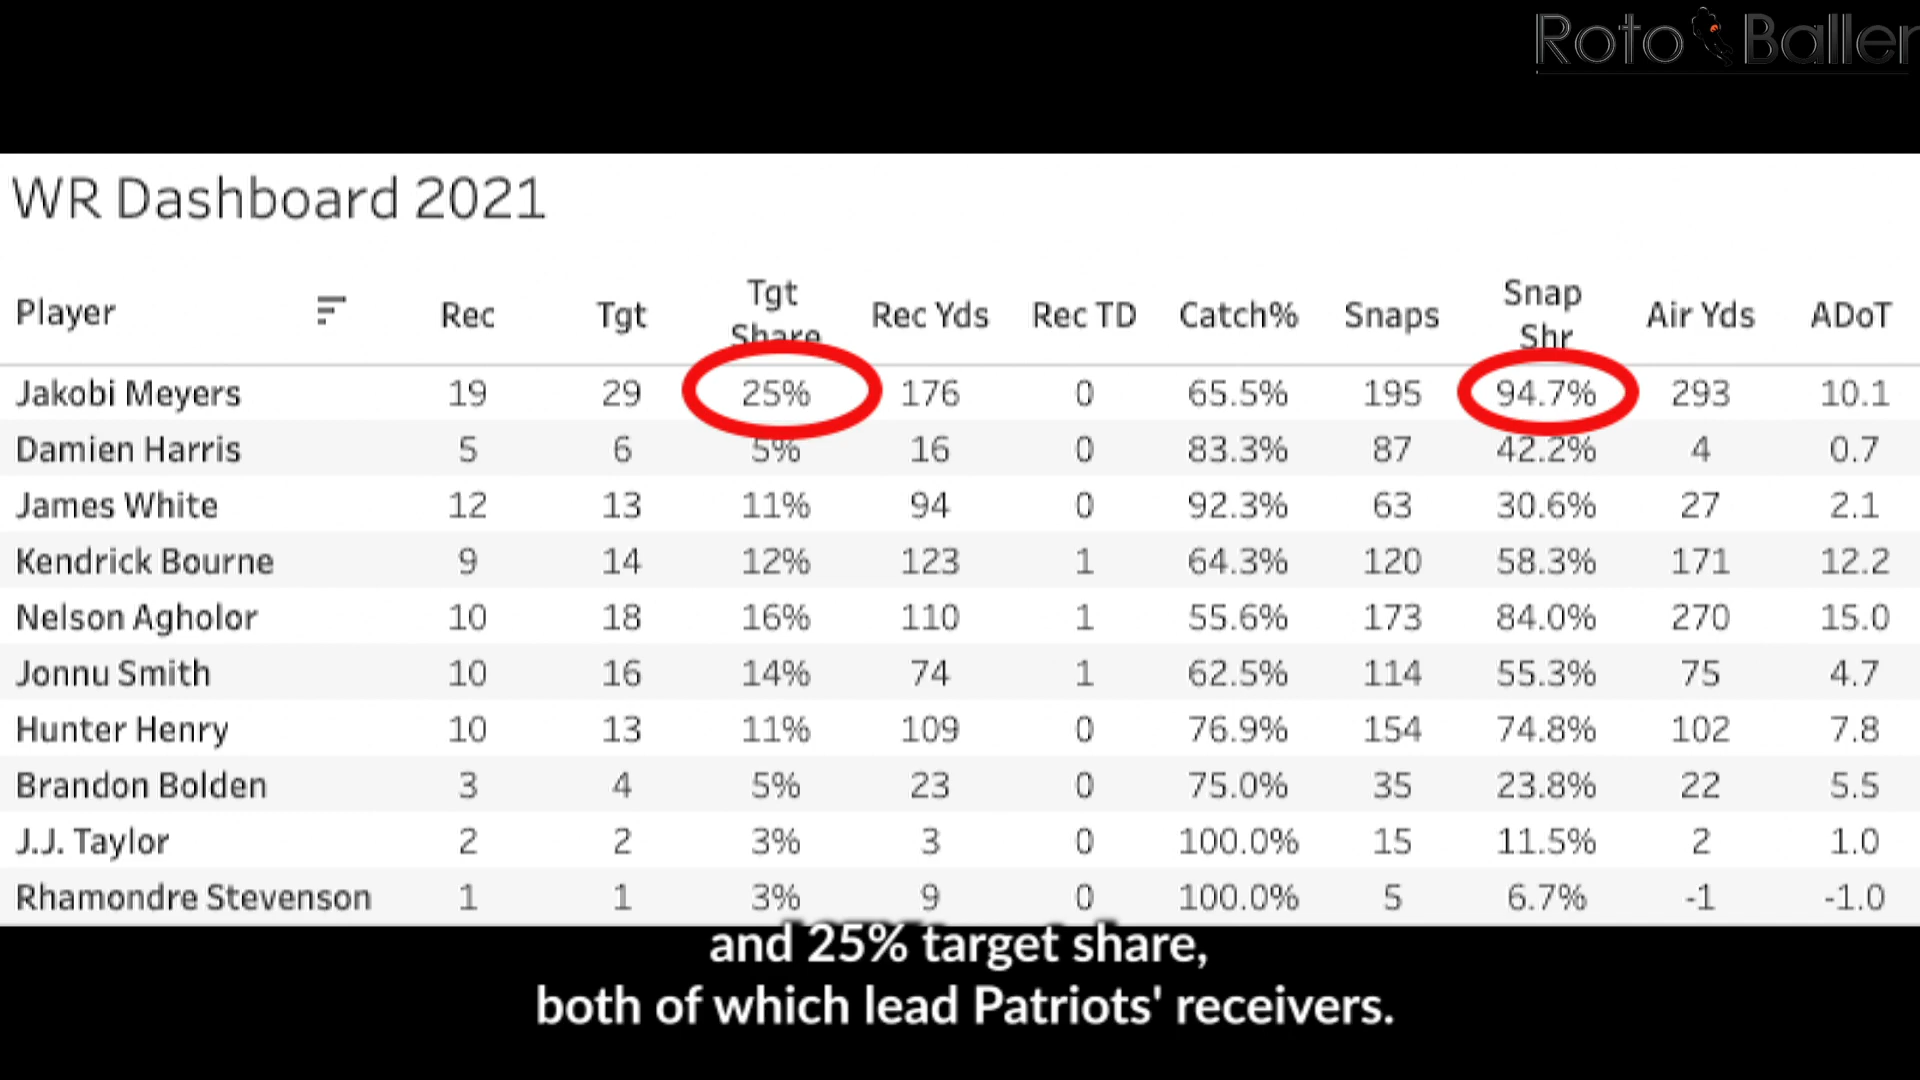 Roto Baller
WR Dashboard 2021
Player Rec Tgt Tgt Share Rec Yds Rec TD Catch% Snaps Snap Shr Air Yds ADoT
Jakobi Meyers 19 29 25% 176 0 65.5% 195 94.7% 293 10.1
Damien Harris 5 6 5% 16 0 83.3% 87 42.2% 4 0.7
James White 12 13 11% 94 0 92.3% 63 30.6% 27 2.1
Kendrick Bourne 9 14 12% 123 1 64.3% 120 58.3% 171 12.2
Nelson Agholor 10 18 16% 110 1 55.6% 173 84.0% 270 15.0
Jonnu Smith 10 16 14% 74 1 62.5% 114 55.3% 75 4.7
Hunter Henry 10 13 11% 109 0 76.9% 154 74.8% 102 7.8
Brandon Bolden 3 4 5% 23 0 75.0% 35 23.8% 22 5.5
J.J. Taylor 2 2 3% 3 0 100.0% 15 11.5% 2 1.0
Rhamondre Stevenson 1 1 3% 9 0 100.0% 5 6.7% -1 -1.0
and 25% target share,
both of which lead Patriots' receivers.